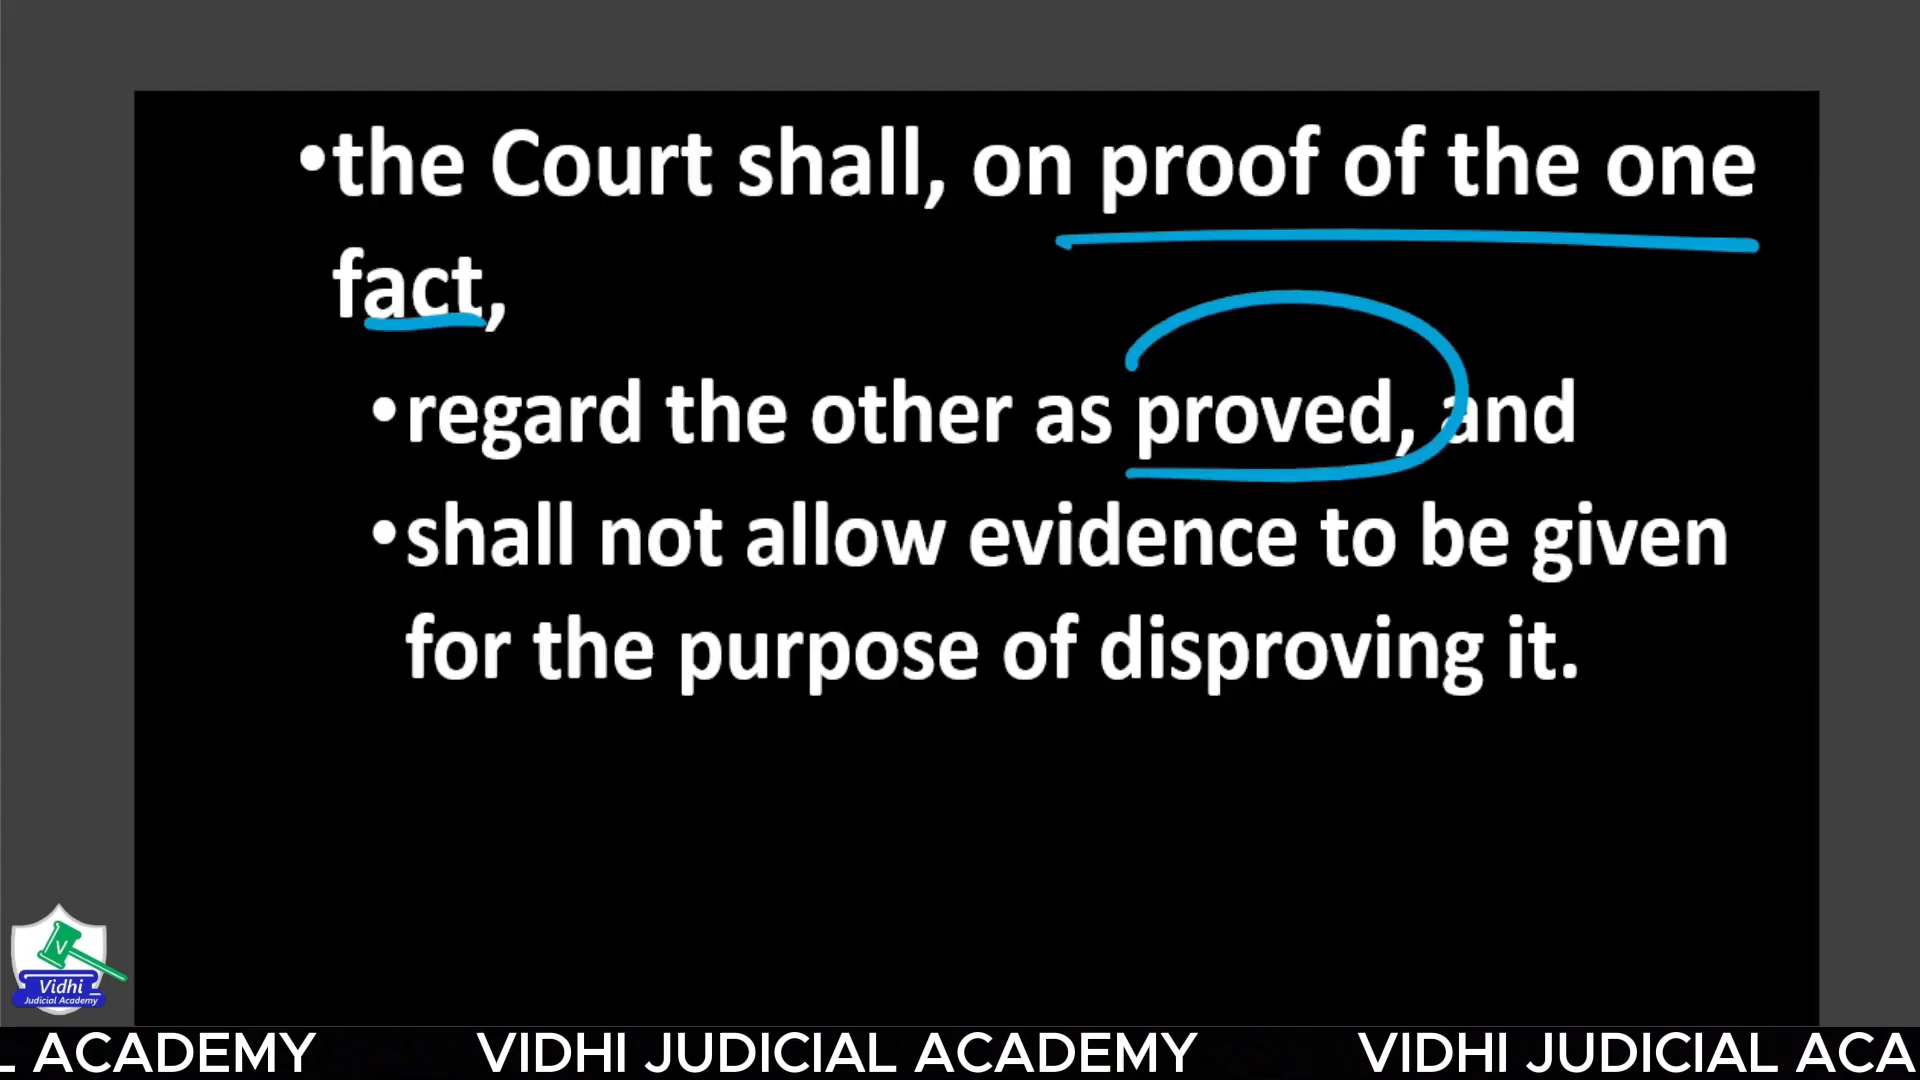 •the Court shall, on proof of the one
fact,
•regard the other as proved, and
•shall not allow evidence to be given
for the purpose of disproving it.
V
Vidhi
Judicial Academy
L ACADEMY VIDHI JUDICIAL ACADEMY VIDHI JUDICIAL ACA